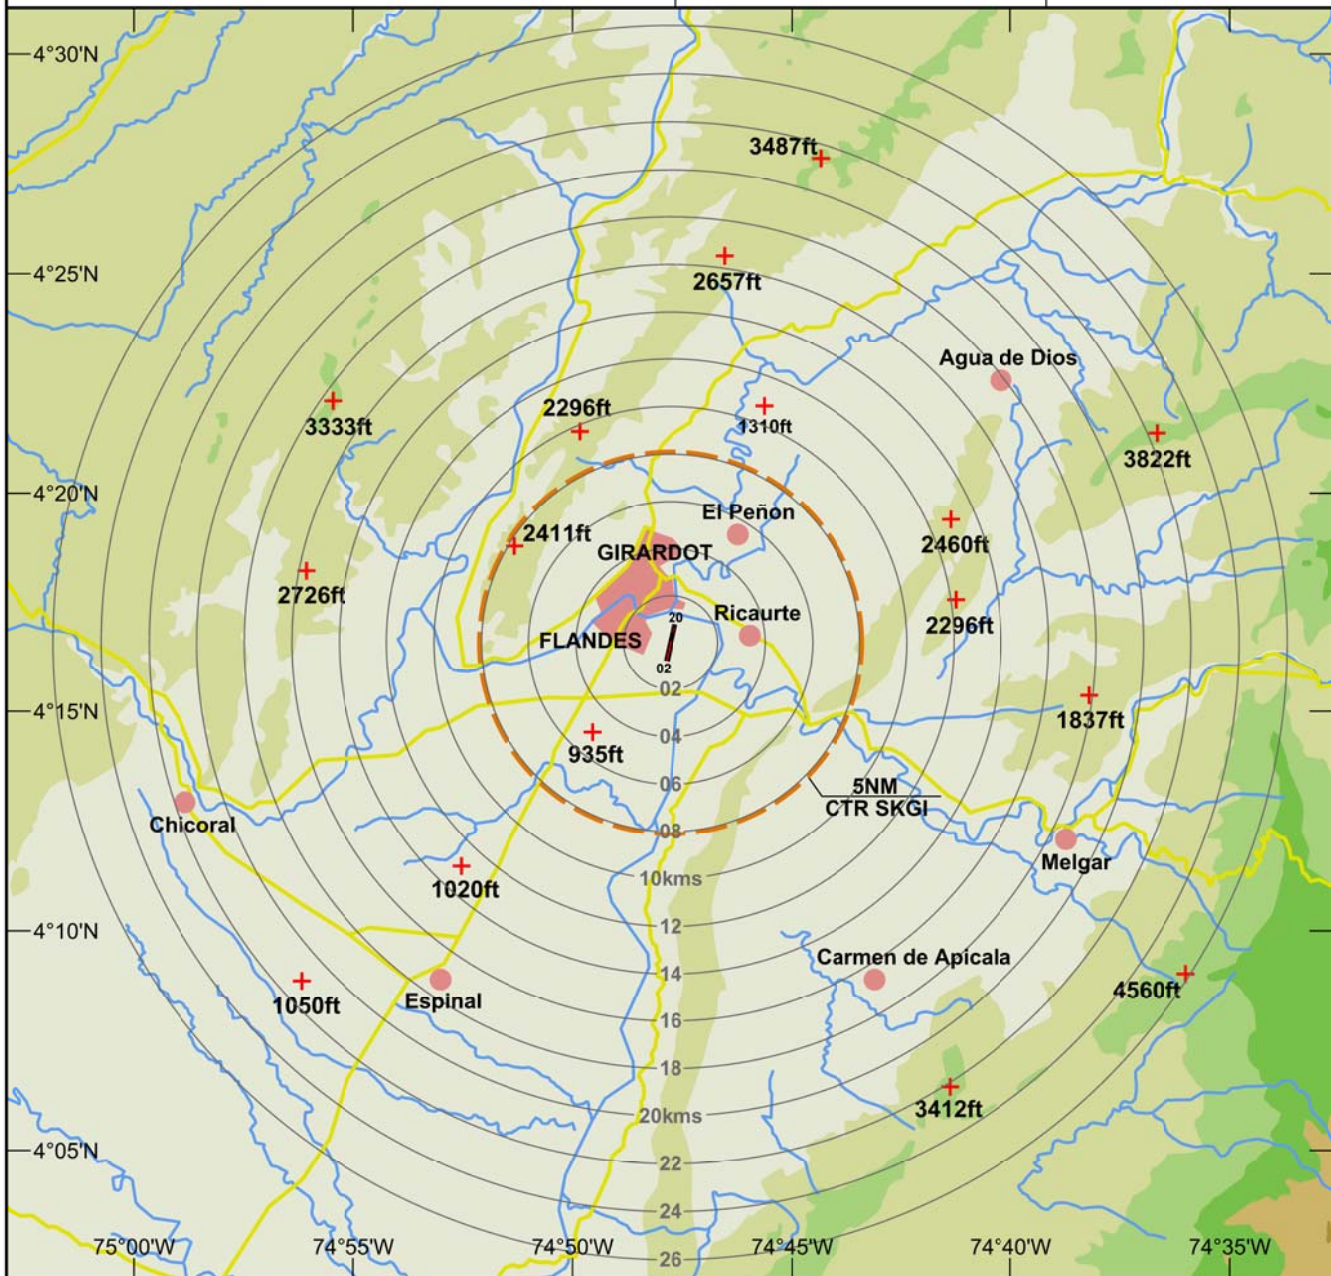 4°30'N
3487ft
4°25'N
2657ft
Agua de Dios
2296ft
3333ft
1310ft
3822ft
4°20'N
El Peñon
2411ft
2460ft
GIRARDOT
2726ft
Ricaurte
2296ft
20
FLANDES
02
02
4°15'N
1837ft
04
935ft
06
5NM
CTR SKGI
08
Chicoral
Melgar
10kms
1020ft
12
4°10'N
Carmen de Apicala
14
4560ft
1050ft
Espinal
16
18
3412ft
20kms
4°05'N
22
24
75°00'W
74°55'W
74°50'W
74°45'W
74°40'W
74°35'W
26